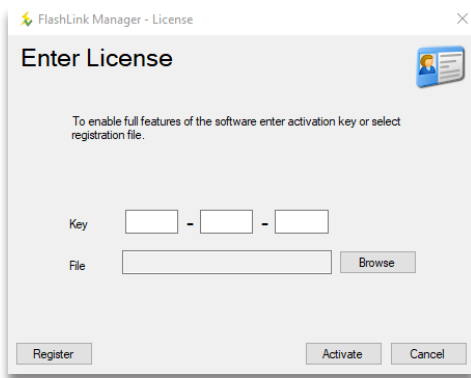 FlashLink Manager - License
Enter License
To enable full features of the software enter activation key or select
registration file.
Key - -
File Browse
Register Activate Cancel